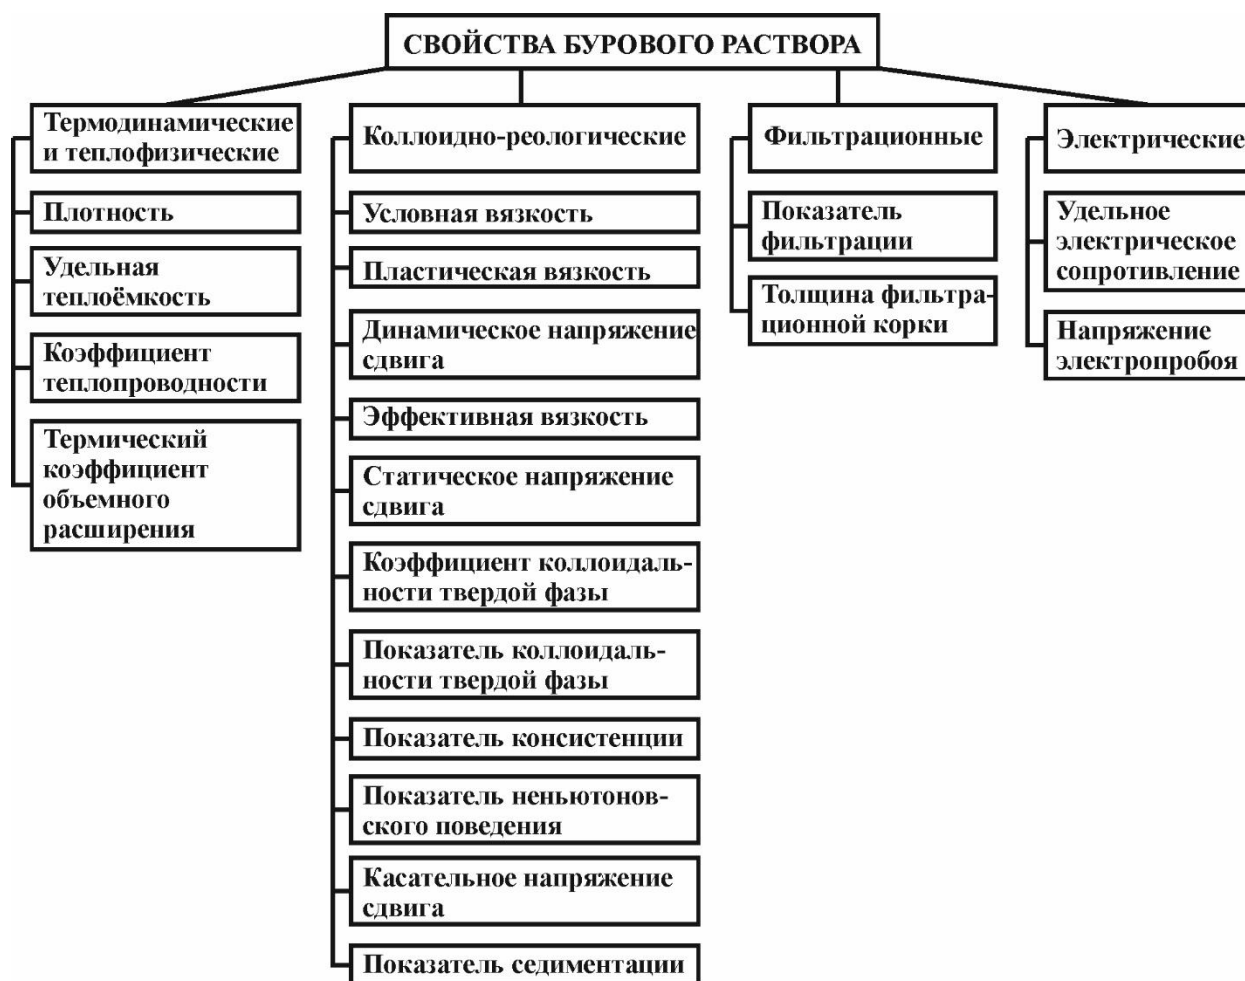 СВОЙСТВА БУРОВОГО РАСТВОРА
Термодинамические
и теплофизические
Плотность
Удельная
теплоёмкость
Коэффициент
теплопроводности
Термический
коэффициент
объемного
расширения
Коллоидно-реологические
Условная вязкость
Пластическая вязкость
Динамическое напряжение
сдвига
Эффективная вязкость
Статическое напряжение
сдвига
Коэффициент коллоидаль-
ности твердой фазы
Показатель коллоидаль-
ности твердой фазы
Показатель консистенции
Показатель неньютонов-
ского поведения
Касательное напряжение
сдвига
Показатель седиментации
Фильтрационные
Показатель
фильтрации
Толщина фильтра-
ционной корки
Электрические
Удельное
электрическое
сопротивление
Напряжение
электропробоя